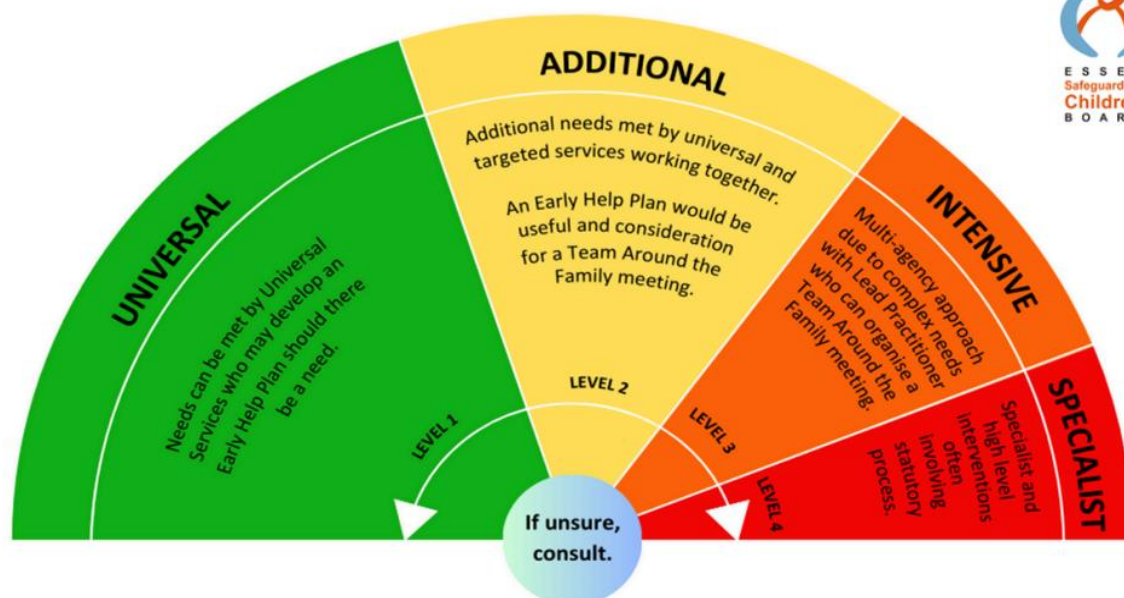 UNIVERSAL
Needs can be met by Universal
Services who may develop an
Early Help Plan should there
be a need.
LEVEL 1
ADDITIONAL
Additional needs met by universal and
targeted services working together.
An Early Help Plan would be
useful and consideration
for a Team Around the
Family meeting.
LEVEL 2
INTENSIVE
Multi-agency approach
due to complex needs
with Lead Practitioner
who can organise a
Team Around the
Family meeting.
LEVEL 3
SPECIALIST
Specialist and
high level
interventions
often
involving
statutory
process.
LEVEL 4
If unsure,
consult.